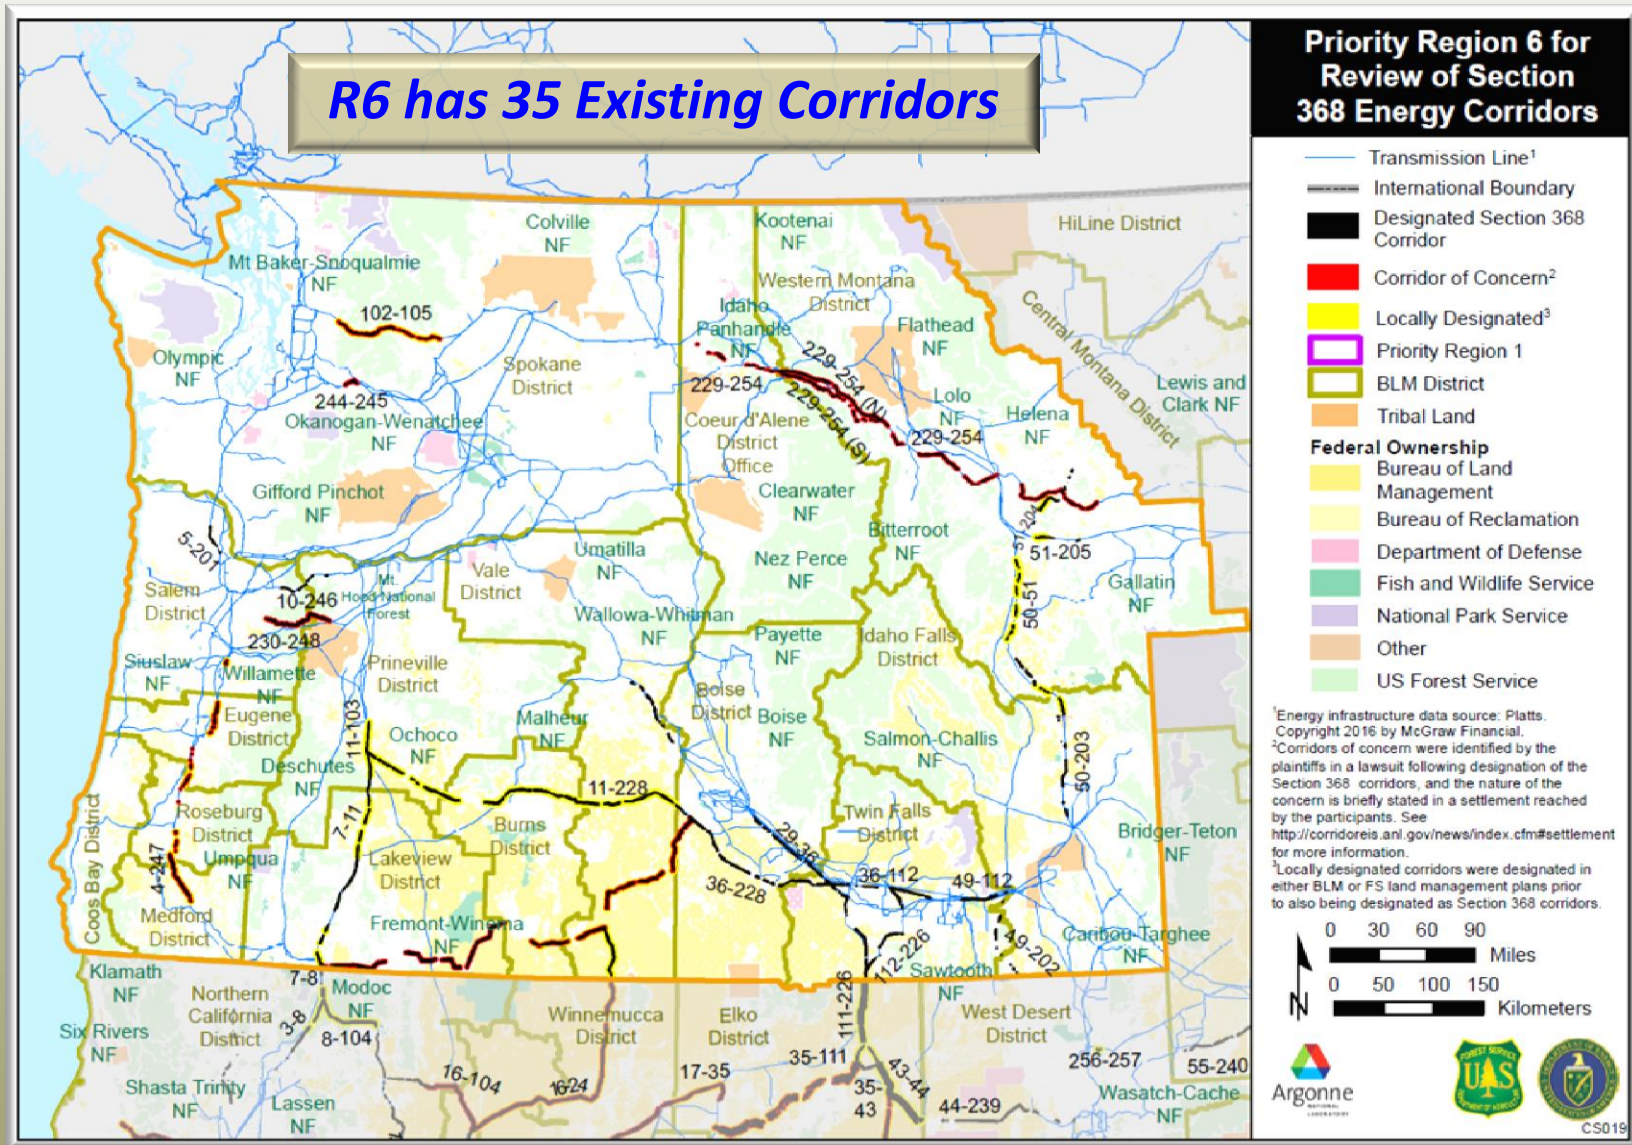 R6 has 35 Existing Corridors
Priority Region 6 for
Review of Section
368 Energy Corridors
Transmission Line1
International Boundary
Designated Section 368
Corridor
Corridor of Concern2
Locally Designated3
Priority Region 1
BLM District
Tribal Land
Federal Ownership
Bureau of Land
Management
Bureau of Reclamation
Department of Defense
Fish and Wildlife Service
National Park Service
Other
US Forest Service
1Energy infrastructure data source: Platts.
Copyright 2016 by McGraw Financial.
2Corridors of concern were identified by the
plaintiffs in a lawsuit following designation of the
Section 368 corridors, and the nature of the
concern is briefly stated in a settlement reached
by the participants. See
http://corridoreis.anl.gov/news/index.cfm#settlement
for more information.
3Locally designated corridors were designated in
either BLM or FS land management plans prior
to also being designated as Section 368 corridors.
0 30 60 90
Miles
0 50 100 150
Kilometers
N
Argonne
NATIONAL
LABORATORY
FOREST SERVICE
UAS
DEPARTMENT OF AGRICULTURE
CS019
Colville
NF
Kootenai
NF
HiLine District
Mt Baker-Snoqualmie
NF
Western Montana
District
Central Montana District
102-105
Idaho
Panhandle
NF
Flathead
NF
Olympic
NF
Spokane
District
229-254
229-254 (N)
229-254 (S)
Lewis and
Clark NF
244-245
Lolo
NF
Helena
NF
Okanogan-Wenatchee
NF
Coeur d'Alene
District
Office
229-254
Gifford Pinchot
NF
Clearwater
NF
Bitterroot
NF
51-204
51-205
5-201
Umatilla
NF
Nez Perce
NF
Salem
District
10-246
Mt.
Hood National
Forest
Vale
District
Gallatin
NF
50-51
230-248
Wallowa-Whitman
NF
Payette
NF
Idaho Falls
District
Siuslaw
NF
Willamette
NF
Prineville
District
Eugene
District
11-103
Ochoco
NF
Malheur
NF
Boise
District
Boise
NF
Salmon-Challis
NF
50-203
Deschutes
NF
11-228
Coos Bay District
Roseburg
District
7-11
Burns
District
29-36
Twin Falls
District
Bridger-Teton
NF
Umpqua
NF
4-247
Lakeview
District
36-228
36-112
49-112
Medford
District
Fremont-Winema
NF
112-226
49-202
Caribou-Targhee
NF
Klamath
NF
7-8
Modoc
NF
Sawtooth
NF
111-226
Northern
California
District
3-8
8-104
Winnemucca
District
Elko
District
West Desert
District
Six Rivers
NF
16-104
16-24
17-35
35-111
43-44
256-257
55-240
Shasta Trinity
NF
Lassen
NF
35-
43
44-239
Wasatch-Cache
NF